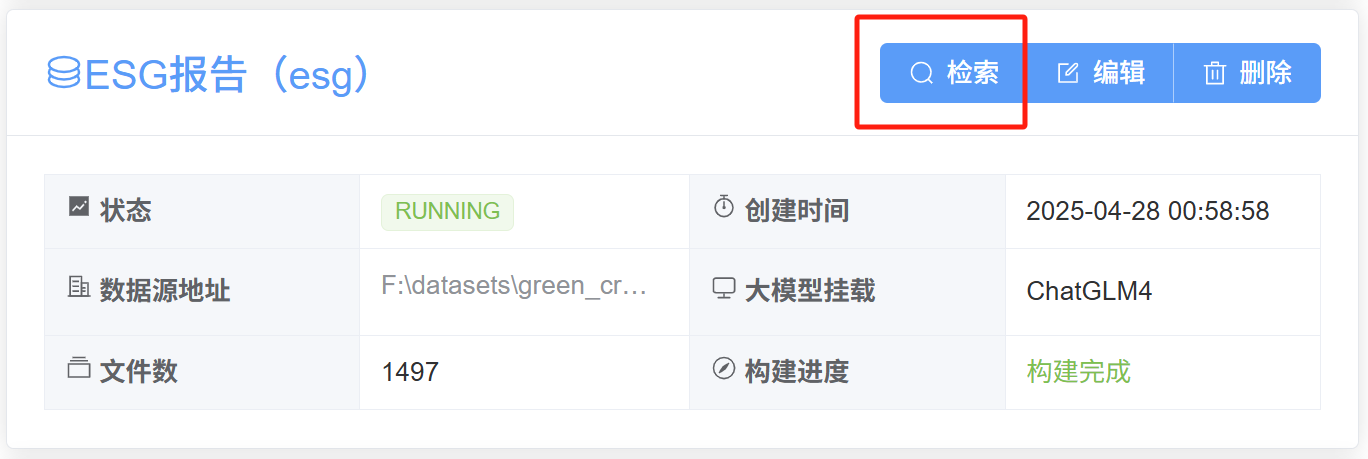 ESG报告（esg）
检索 编辑 删除
状态 RUNNING 创建时间 2025-04-28 00:58:58
数据源地址 F:\datasets\green_cr… 大模型挂载 ChatGLM4
文件数 1497 构建进度 构建完成